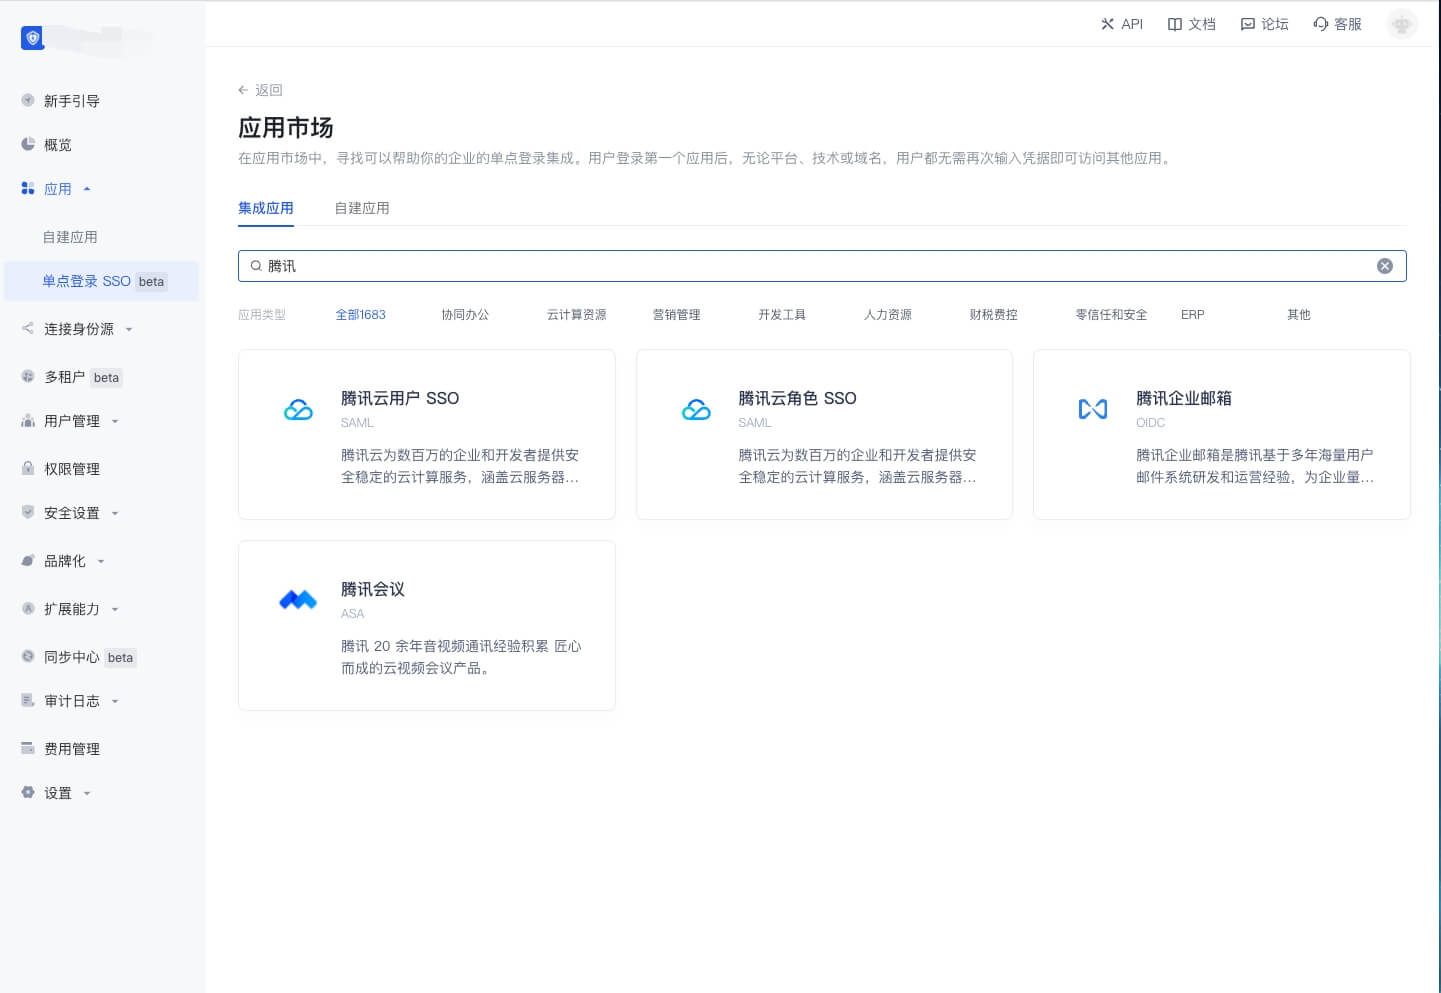 API
文档
论坛
客服
新手引导
概览
应用
自建应用
单点登录 SSO beta
连接身份源
多租户 beta
用户管理
权限管理
安全设置
品牌化
扩展能力
同步中心 beta
审计日志
费用管理
设置
返回
应用市场
在应用市场中，寻找可以帮助你的企业的单点登录集成。用户登录第一个应用后，无论平台、技术或域名，用户都无需再次输入凭据即可访问其他应用。
集成应用
自建应用
腾讯
应用类型 全部1683 协同办公 云计算资源 营销管理 开发工具 人力资源 财税费控 零信任和安全 ERP 其他
腾讯云用户 SSO
SAML
腾讯云为数百万的企业和开发者提供安
全稳定的云计算服务，涵盖云服务器...
腾讯云角色 SSO
SAML
腾讯云为数百万的企业和开发者提供安
全稳定的云计算服务，涵盖云服务器...
腾讯企业邮箱
OIDC
腾讯企业邮箱是腾讯基于多年海量用户
邮件系统研发和运营经验，为企业量...
腾讯会议
ASA
腾讯 20 余年音视频通讯经验积累 匠心
而成的云视频会议产品。